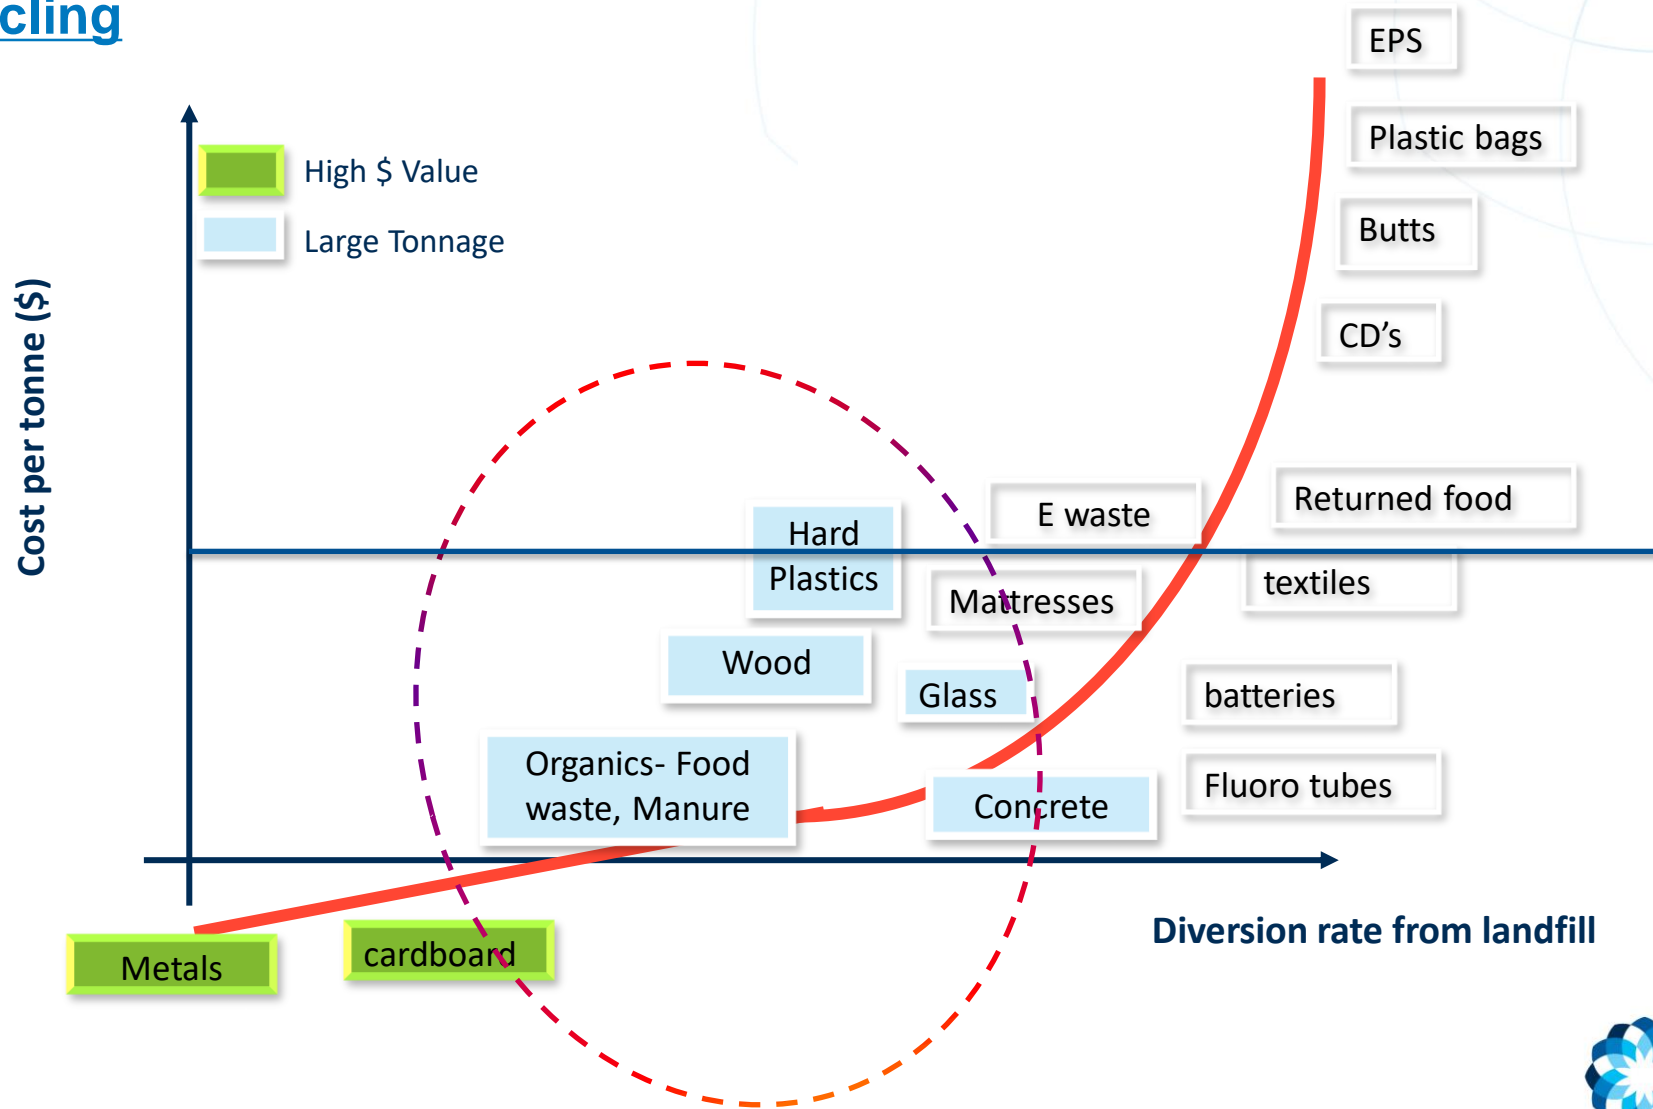 cling
EPS
Plastic bags
High $ Value
Butts
Large Tonnage
CD’s
Cost per tonne ($)
Returned food
E waste
Hard
Plastics
textiles
Mattresses
Wood
Glass
batteries
Organics- Food
waste, Manure
Fluoro tubes
Concrete
Diversion rate from landfill
cardboard
Metals